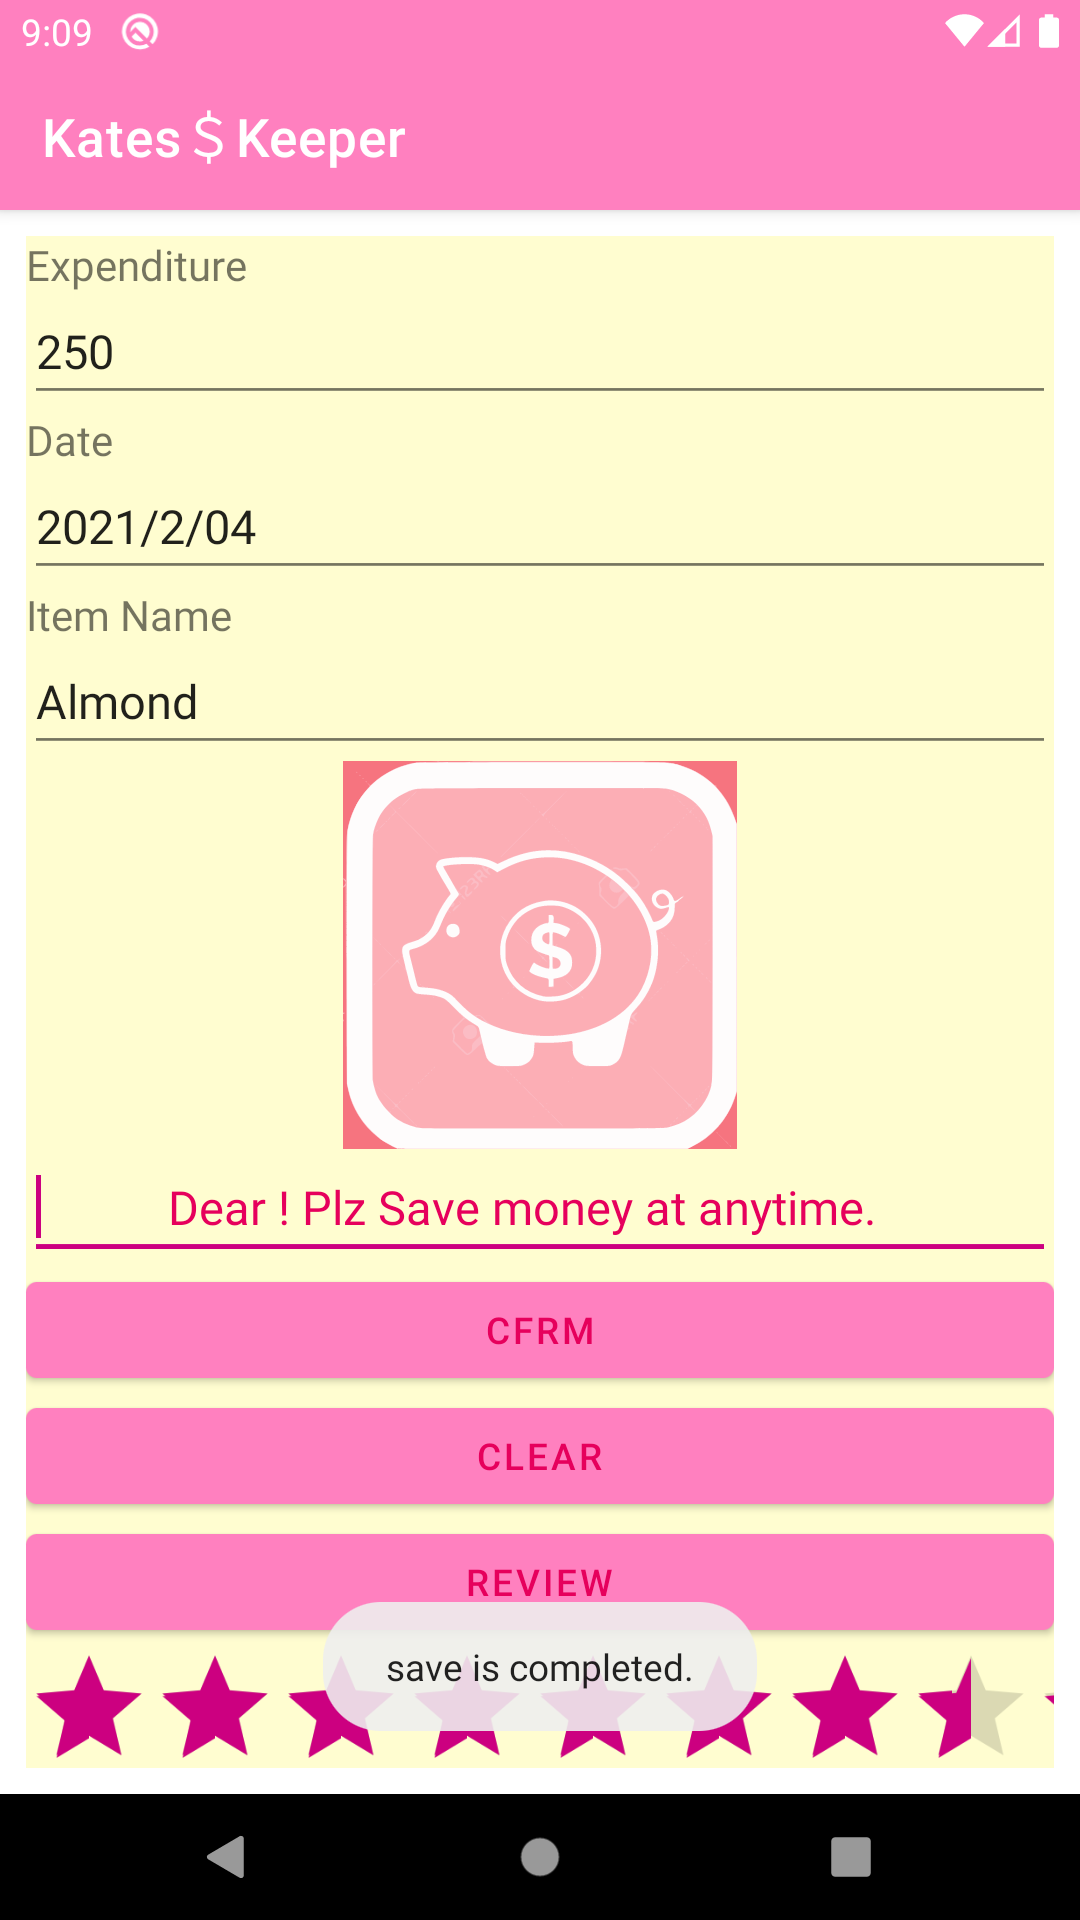 9:09
Kates$Keeper
Expenditure
250
Date
2021/2/04
Item Name
Almond
$
Dear ! Plz Save money at anytime.
CFRM
CLEAR
REVIEW
save is completed.